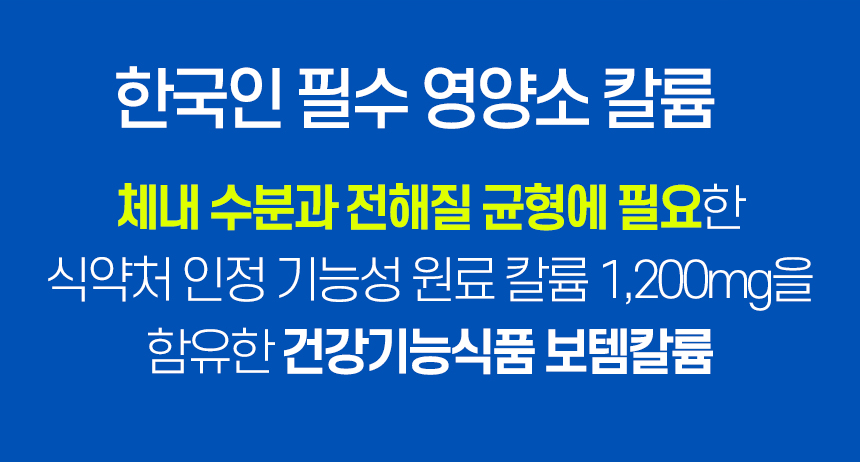 한국인 필수 영양소 칼륨
체내 수분과 전해질 균형에 필요한
식약처 인정 기능성 원료 칼륨 1,200mg을
함유한 건강기능식품 보템칼륨